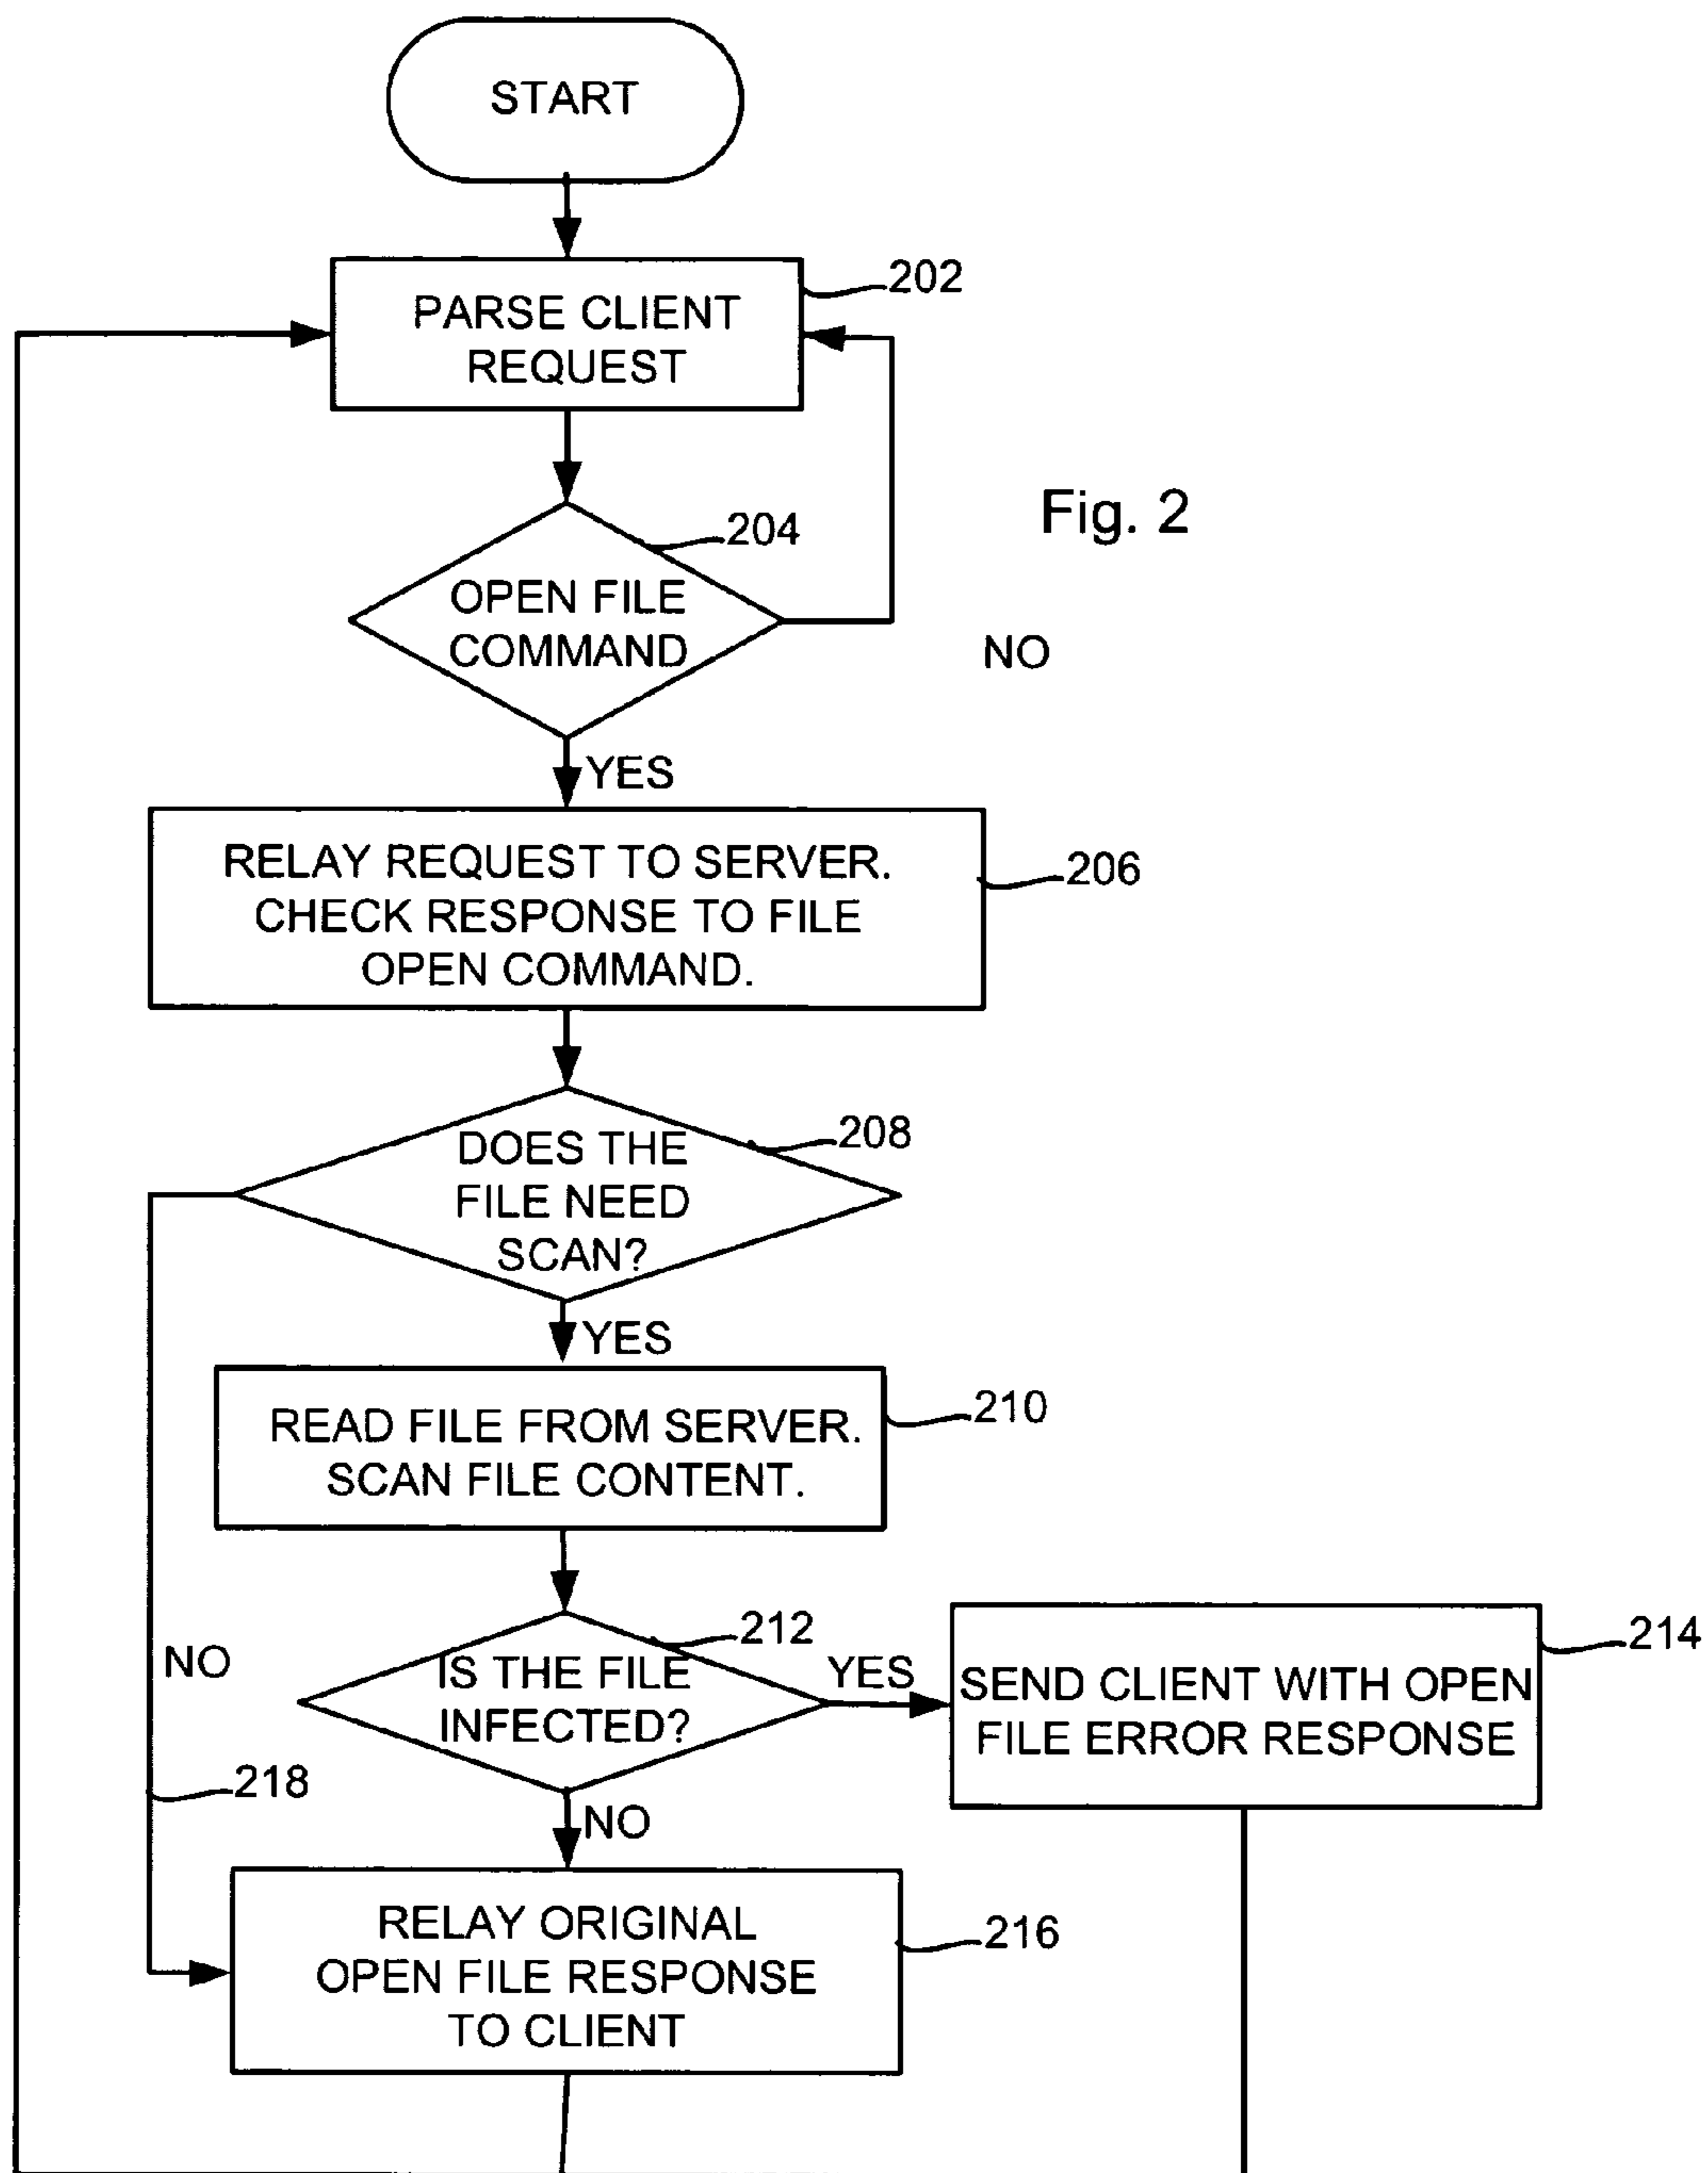 START
202
PARSE CLIENT
REQUEST
Fig. 2
204
OPEN FILE
COMMAND
NO
YES
RELAY REQUEST TO SERVER.
CHECK RESPONSE TO FILE
OPEN COMMAND.
206
208
DOES THE
FILE NEED
SCAN?
YES
210
READ FILE FROM SERVER.
SCAN FILE CONTENT.
212
214
NO
IS THE FILE
INFECTED?
YES
SEND CLIENT WITH OPEN
FILE ERROR RESPONSE
218
NO
RELAY ORIGINAL
OPEN FILE RESPONSE
TO CLIENT
216